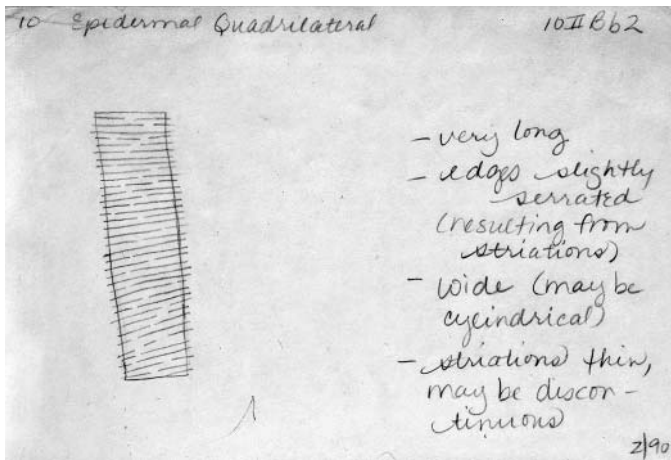 10 Epidermal Quadrilateral
10IIBb2
- very long
- edges slightly
serrated
(resulting from
striations)
- wide (may be
cylindrical)
- striations thin,
may be discon-
tinuous
2/90